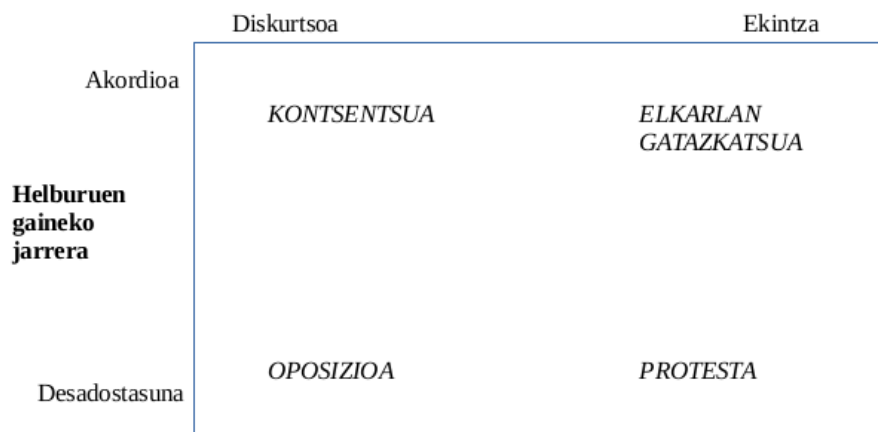 Diskurtsoa Ekintza
Akordioa
KONTSENTSUA ELKARLAN
GATAZKATSUA
Helburuen
gaineko
jarrera
OPOSIZIOA PROTESTA
Desadostasuna